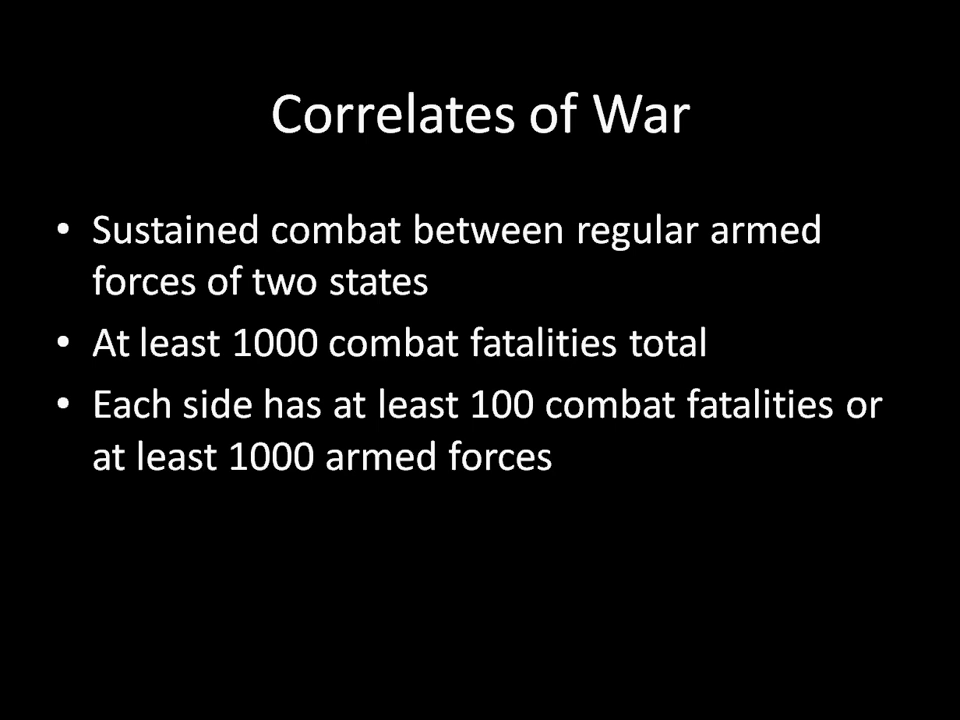 Correlates of War
• Sustained combat between regular armed
forces of two states
• At least 1000 combat fatalities total
• Each side has at least 100 combat fatalities or
at least 1000 armed forces